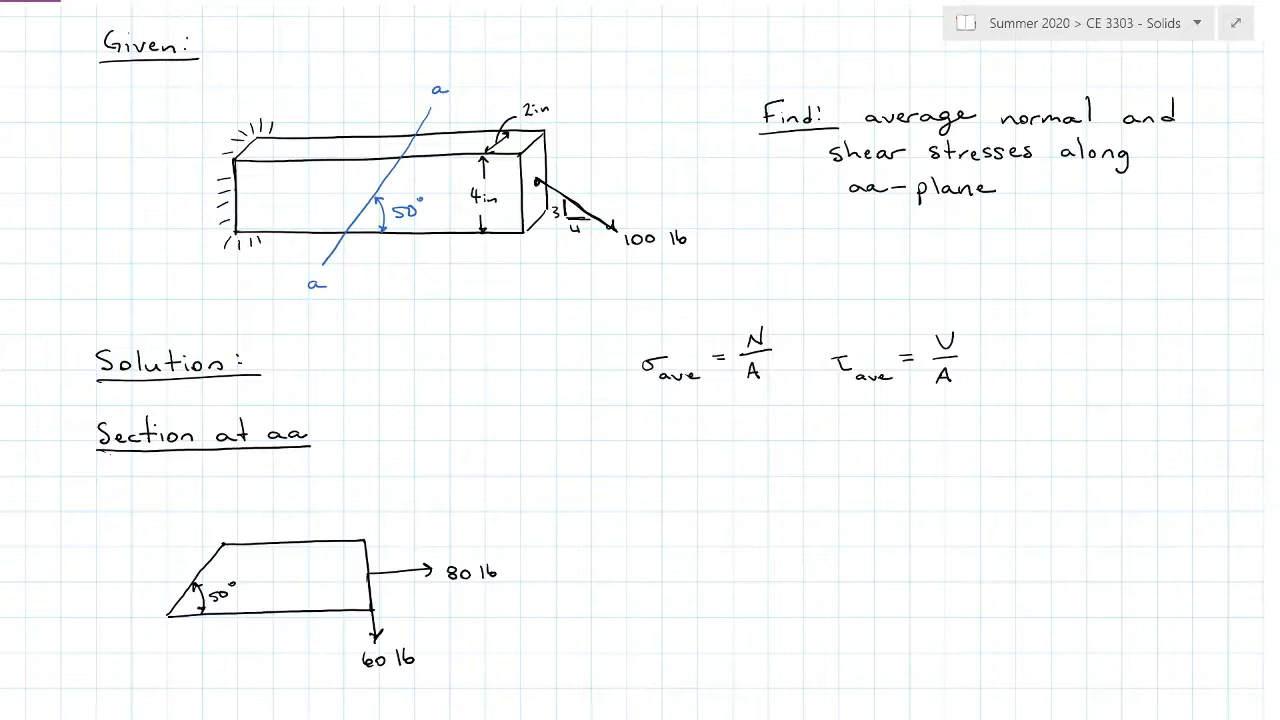 Summer 2020 > CE 3303 - Solids
Given:
a
2in
4in
50°
3
4
100 lb
a
Find: average normal and
shear stresses along
aa-plane
Solution:
σave = N/A τave = V/A
Section at aa
50°
80 lb
60 lb